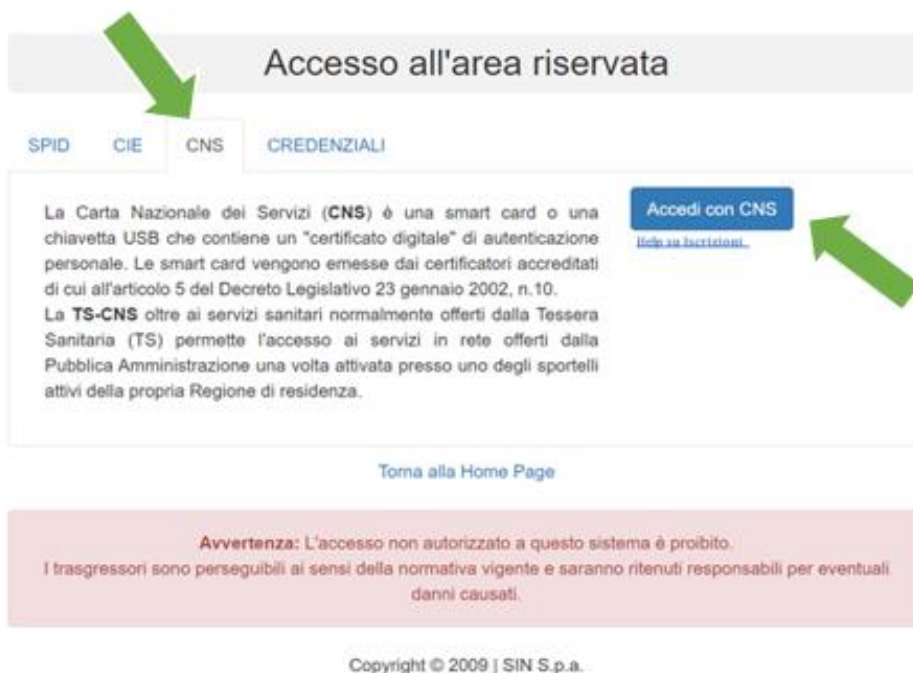 Accesso all'area riservata
SPID CIE CNS CREDENZIALI
La Carta Nazionale dei Servizi (CNS) è una smart card o una
chiavetta USB che contiene un "certificato digitale" di autenticazione
personale. Le smart card vengono emesse dai certificatori accreditati
di cui all'articolo 5 del Decreto Legislativo 23 gennaio 2002, n.10.
La TS-CNS oltre ai servizi sanitari normalmente offerti dalla Tessera
Sanitaria (TS) permette l'accesso ai servizi in rete offerti dalla
Pubblica Amministrazione una volta attivata presso uno degli sportelli
attivi della propria Regione di residenza.
Accedi con CNS
Help su Iscrizioni
Torna alla Home Page
Avvertenza: L'accesso non autorizzato a questo sistema è proibito.
I trasgressori sono perseguibili ai sensi della normativa vigente e saranno ritenuti responsabili per eventuali
danni causati.
Copyright © 2009 | SIN S.p.a.